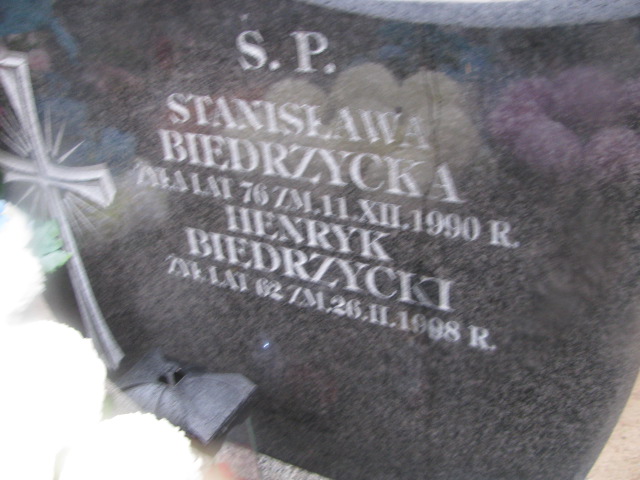 Ś. P.
STANISŁAWA
BIEDRZYCKA
ŻYŁA LAT 76 ZM. 11.XII.1990 R.
HENRYK
BIEDRZYCKI
ŻYŁ LAT 62 ZM. 26.II.1998 R.